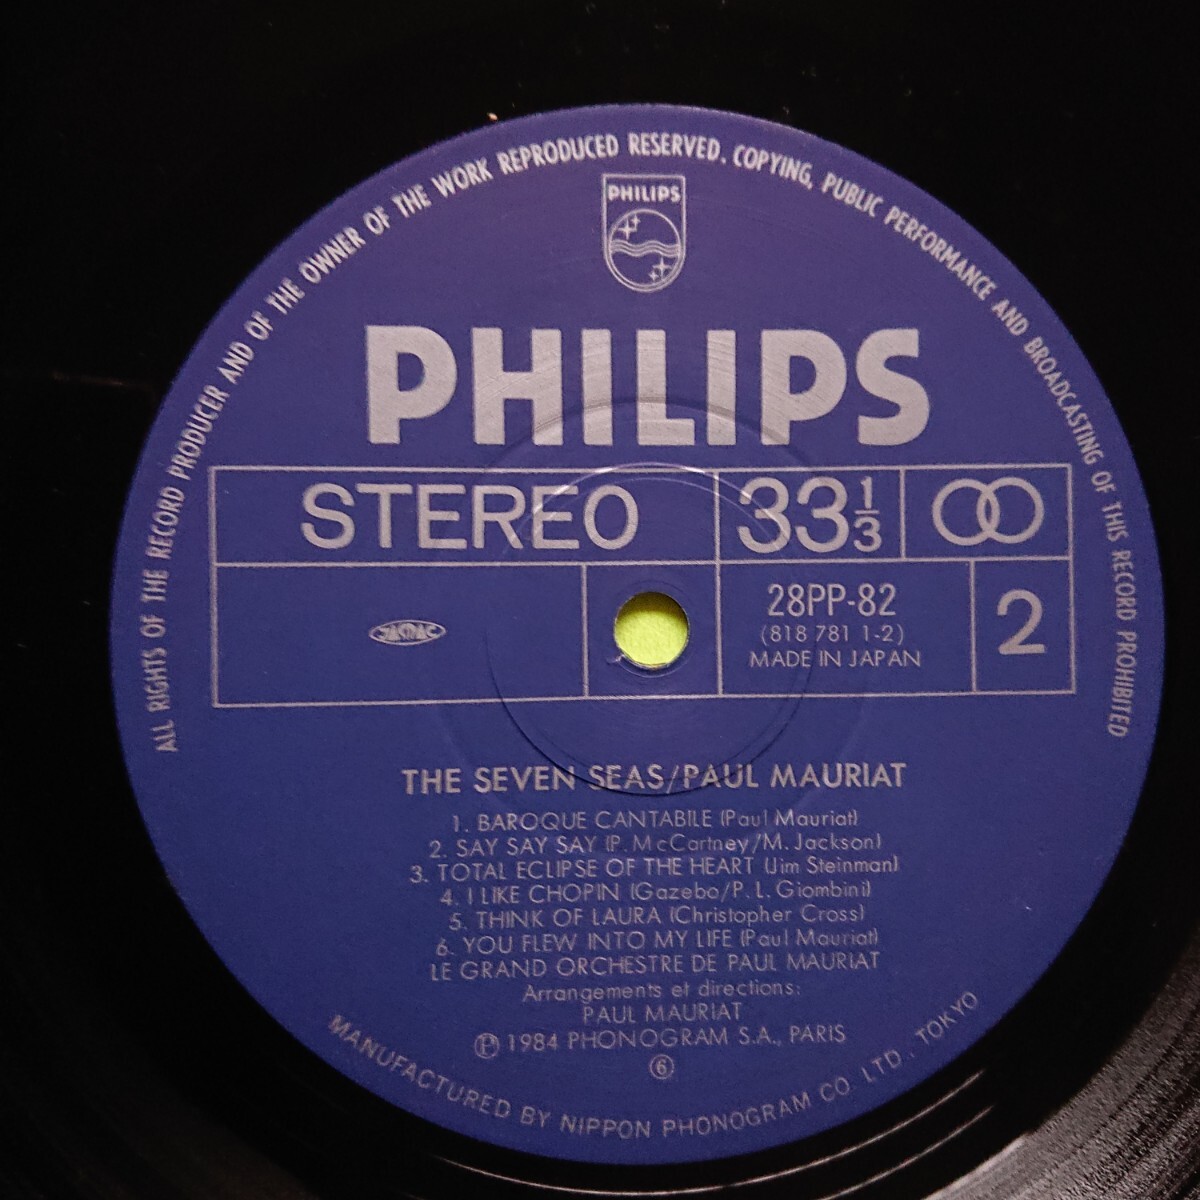 ALL RIGHTS OF THE RECORD PRODUCER AND OF THE OWNER OF THE WORK REPRODUCED RESERVED. COPYING, PUBLIC PERFORMANCE AND BROADCASTING OF THIS RECORD PROHIBITED
PHILIPS
PHILIPS
STEREO
33 1/3
JASRAC
28PP-82
(818 781 1-2)
MADE IN JAPAN
2
THE SEVEN SEAS/PAUL MAURIAT
1. BAROQUE CANTABILE (Paul Mauriat)
2. SAY SAY SAY (P. McCartney/M. Jackson)
3. TOTAL ECLIPSE OF THE HEART (Jim Steinman)
4. I LIKE CHOPIN (Gazebo/P. L. Giombini)
5. THINK OF LAURA (Christopher Cross)
6. YOU FLEW INTO MY LIFE (Paul Mauriat)
LE GRAND ORCHESTRE DE PAUL MAURIAT
Arrangements et directions:
PAUL MAURIAT
Ⓟ 1984 PHONOGRAM S.A., PARIS
⑥
MANUFACTURED BY NIPPON PHONOGRAM CO. LTD., TOKYO